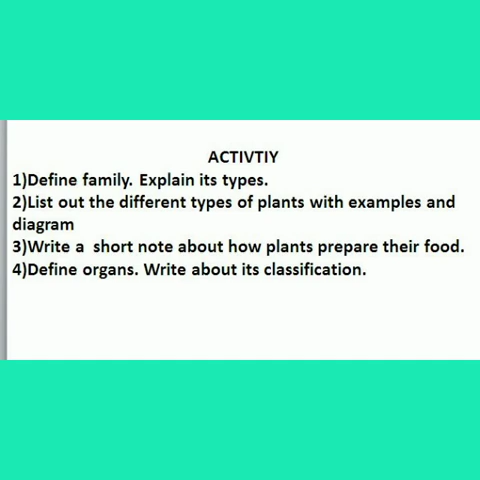 ACTIVTIY
1)Define family. Explain its types.
2)List out the different types of plants with examples and
diagram
3)Write a  short note about how plants prepare their food.
4)Define organs. Write about its classification.